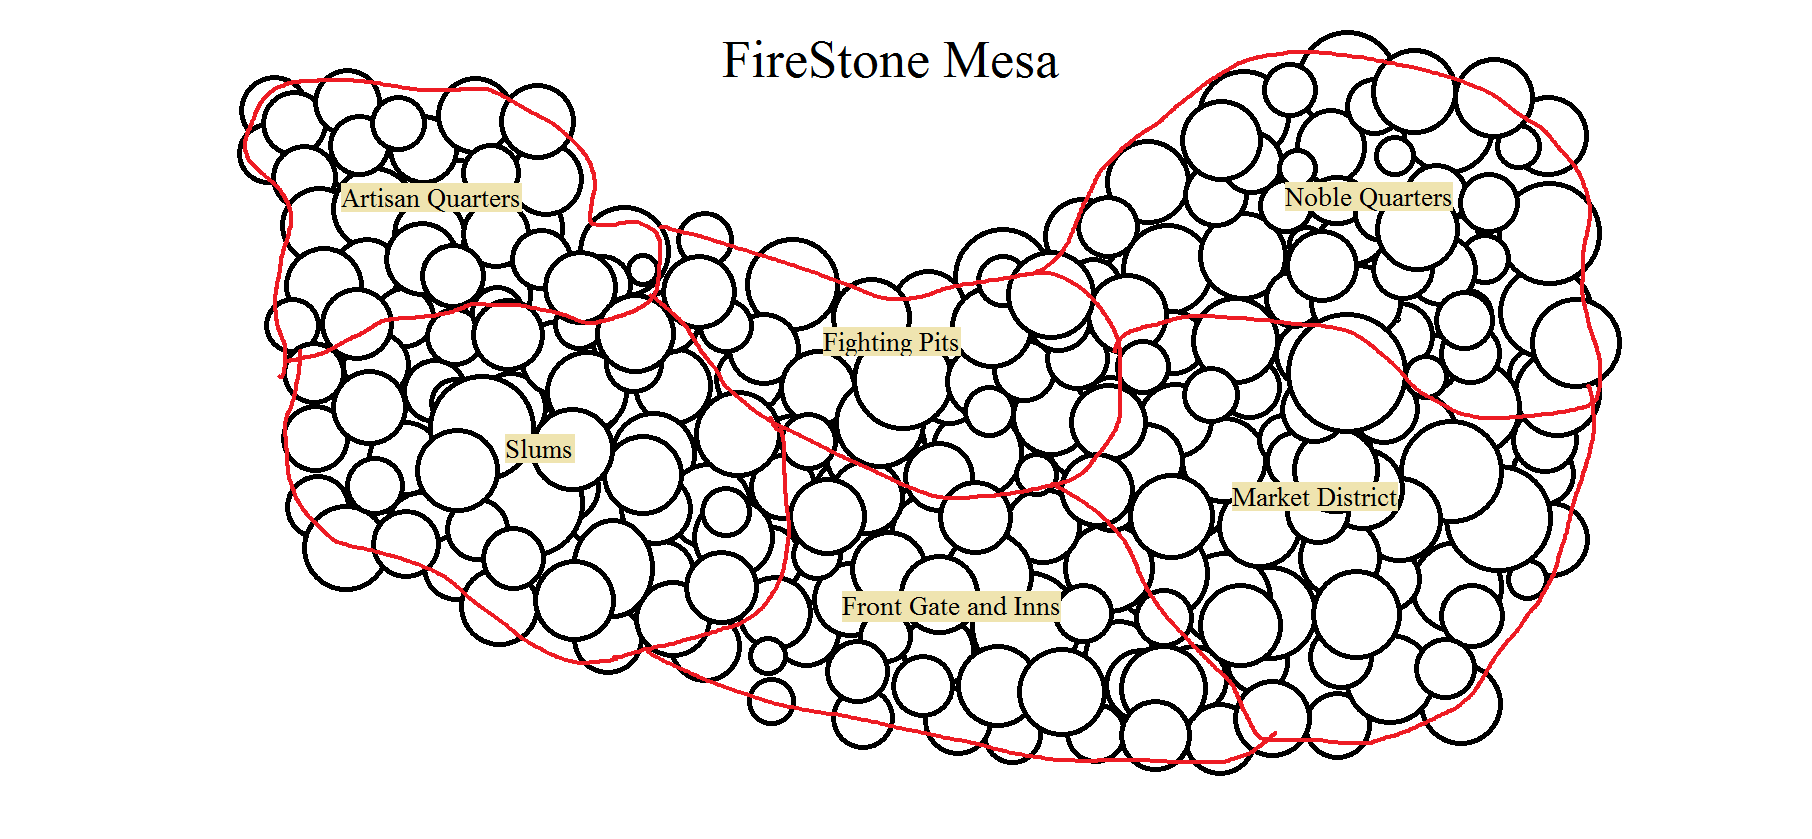 FireStone Mesa
Artisan Quarters
Noble Quarters
Fighting Pits
Slums
Market District
Front Gate and Inns